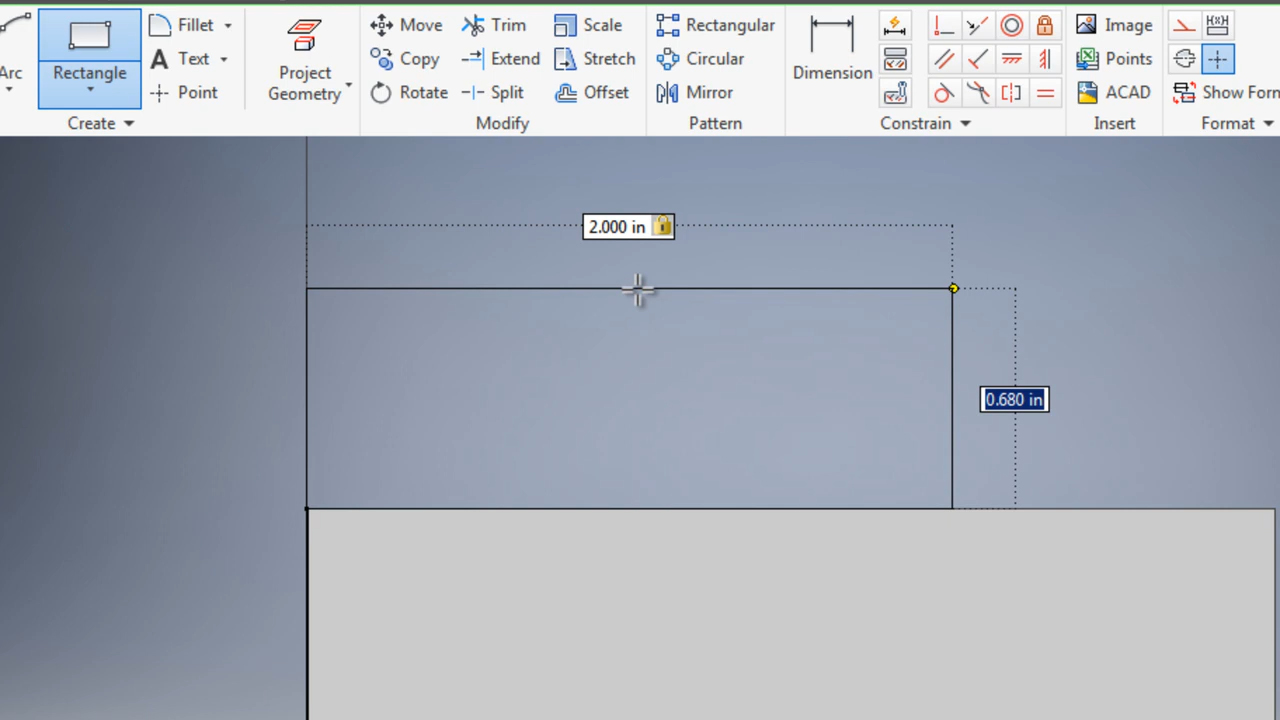 Fillet Move Trim Scale Rectangular Image
Arc Rectangle Text Project Geometry Copy Extend Stretch Circular Dimension Points
Point Rotate Split Offset Mirror ACAD Show Form
Create Modify Pattern Constrain Insert Format
2.000 in
0.680 in